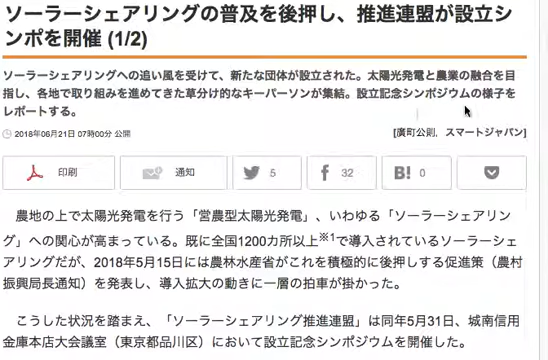 ソーラーシェアリングの普及を後押し、推進連盟が設立シ
ンポを開催 (1/2)
ソーラーシェアリングへの追い風を受けて、新たな団体が設立された。太陽光発電と農業の融合を目
指し、各地で取り組みを進めてきた草分け的なキーパーソンが集結。設立記念シンポジウムの様子を
レポートする。
2018年06月21日 07時00分 公開
[廣町公則，スマートジャパン]
印刷 通知 5 32 B! 0
農地の上で太陽光発電を行う「営農型太陽光発電」、いわゆる「ソーラーシェアリン
グ」への関心が高まっている。既に全国1200カ所以上※1で導入されているソーラーシェ
アリングだが、2018年5月15日には農林水産省がこれを積極的に後押しする促進策（農村
振興局長通知）を発表し、導入拡大の動きに一層の拍車が掛かった。
こうした状況を踏まえ、「ソーラーシェアリング推進連盟」は同年5月31日、城南信用
金庫本店大会議室（東京都品川区）において設立記念シンポジウムを開催した。